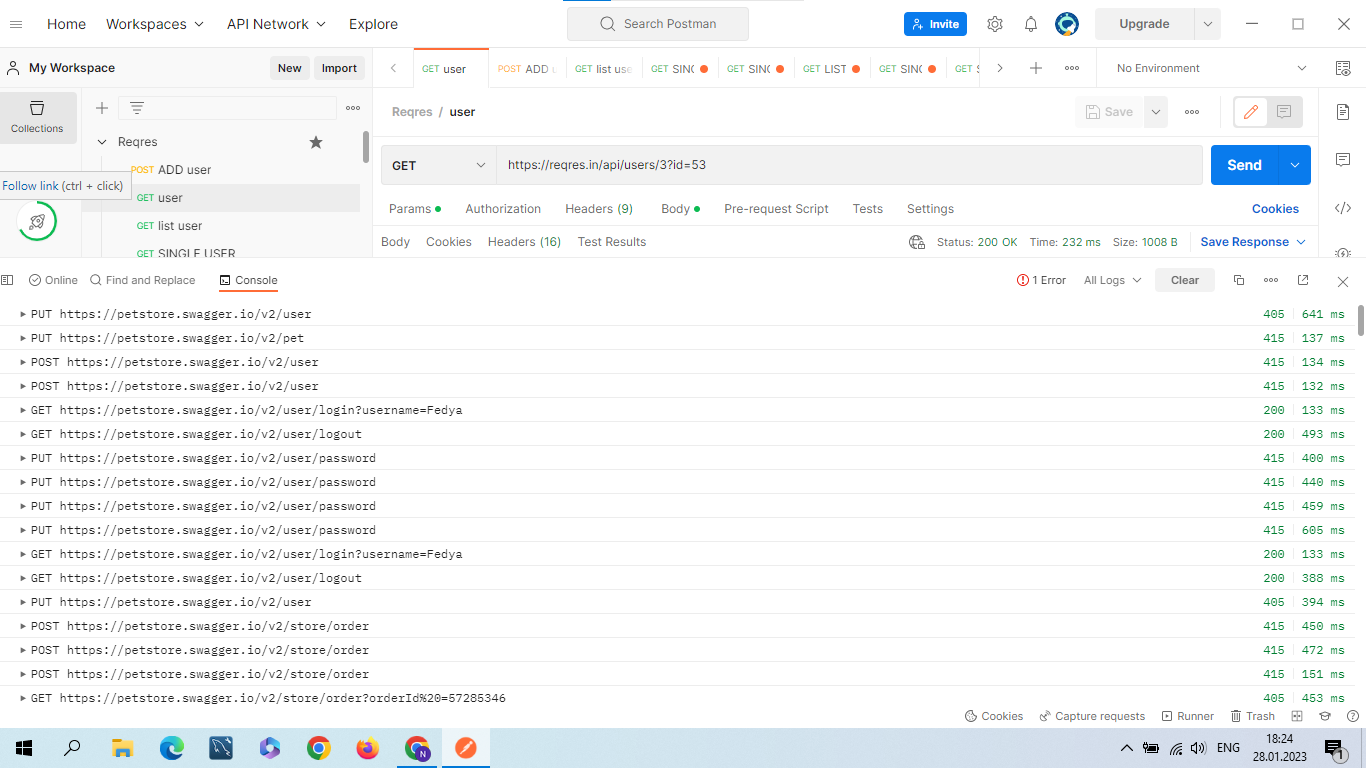 Home Workspaces API Network Explore Search Postman Invite Upgrade
My Workspace New Import GET user POST ADD u GET list use GET SINC GET SINC GET LIST GET SINC GET S No Environment
Collections
Reqres / user Save
Reqres
POST ADD user
GET https://reqres.in/api/users/3?id=53 Send
Follow link (ctrl + click)
GET user
Params Authorization Headers (9) Body Pre-request Script Tests Settings Cookies
GET list user
Body Cookies Headers (16) Test Results Status: 200 OK Time: 232 ms Size: 1008 B Save Response
GET SINGLE USER
Online Find and Replace Console 1 Error All Logs Clear
PUT https://petstore.swagger.io/v2/user 405 641 ms
PUT https://petstore.swagger.io/v2/pet 415 137 ms
POST https://petstore.swagger.io/v2/user 415 134 ms
POST https://petstore.swagger.io/v2/user 415 132 ms
GET https://petstore.swagger.io/v2/user/login?username=Fedya 200 133 ms
GET https://petstore.swagger.io/v2/user/logout 200 493 ms
PUT https://petstore.swagger.io/v2/user/password 415 400 ms
PUT https://petstore.swagger.io/v2/user/password 415 440 ms
PUT https://petstore.swagger.io/v2/user/password 415 459 ms
PUT https://petstore.swagger.io/v2/user/password 415 605 ms
GET https://petstore.swagger.io/v2/user/login?username=Fedya 200 133 ms
GET https://petstore.swagger.io/v2/user/logout 200 388 ms
PUT https://petstore.swagger.io/v2/user 405 394 ms
POST https://petstore.swagger.io/v2/store/order 415 450 ms
POST https://petstore.swagger.io/v2/store/order 415 472 ms
POST https://petstore.swagger.io/v2/store/order 415 151 ms
GET https://petstore.swagger.io/v2/store/order?orderId%20=57285346 405 453 ms
Cookies Capture requests Runner Trash
N ENG 18:24
28.01.2023 1